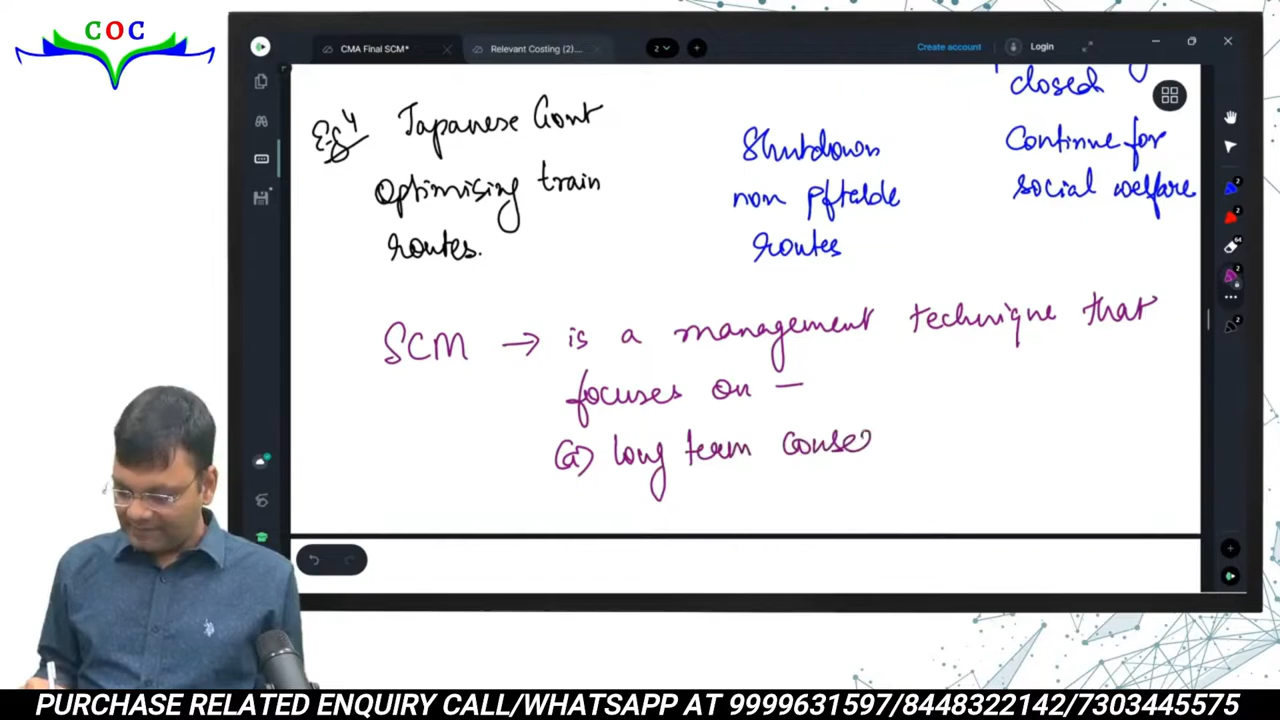 COC
CMA Final SCM*
Relevant Costing (2)....
2
Create account
Login
closed
Eg 4
Japanese Govt
Optimising train
routes.
Shutdown
non pftable
routes
Continue for
social welfare
SCM → is a management technique that
focuses on —
(a) long term conse
PURCHASE RELATED ENQUIRY CALL/WHATSAPP AT 9999631597/8448322142/7303445575